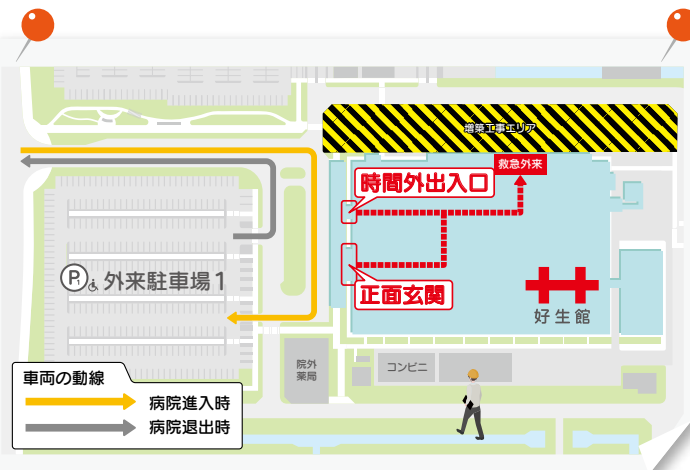 増築工事エリア
救急外来
時間外出入口
P 外来駐車場1
正面玄関
好生館
院外
薬局
コンビニ
車両の動線
病院進入時
病院退出時